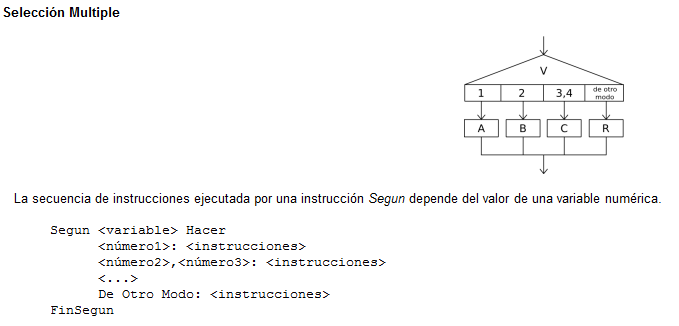 Selección Multiple
V
1 2 3,4 de otro modo
A B C R
La secuencia de instrucciones ejecutada por una instrucción Segun depende del valor de una variable numérica.
Segun <variable> Hacer
<número1>: <instrucciones>
<número2>,<número3>: <instrucciones>
<...>
De Otro Modo: <instrucciones>
FinSegun